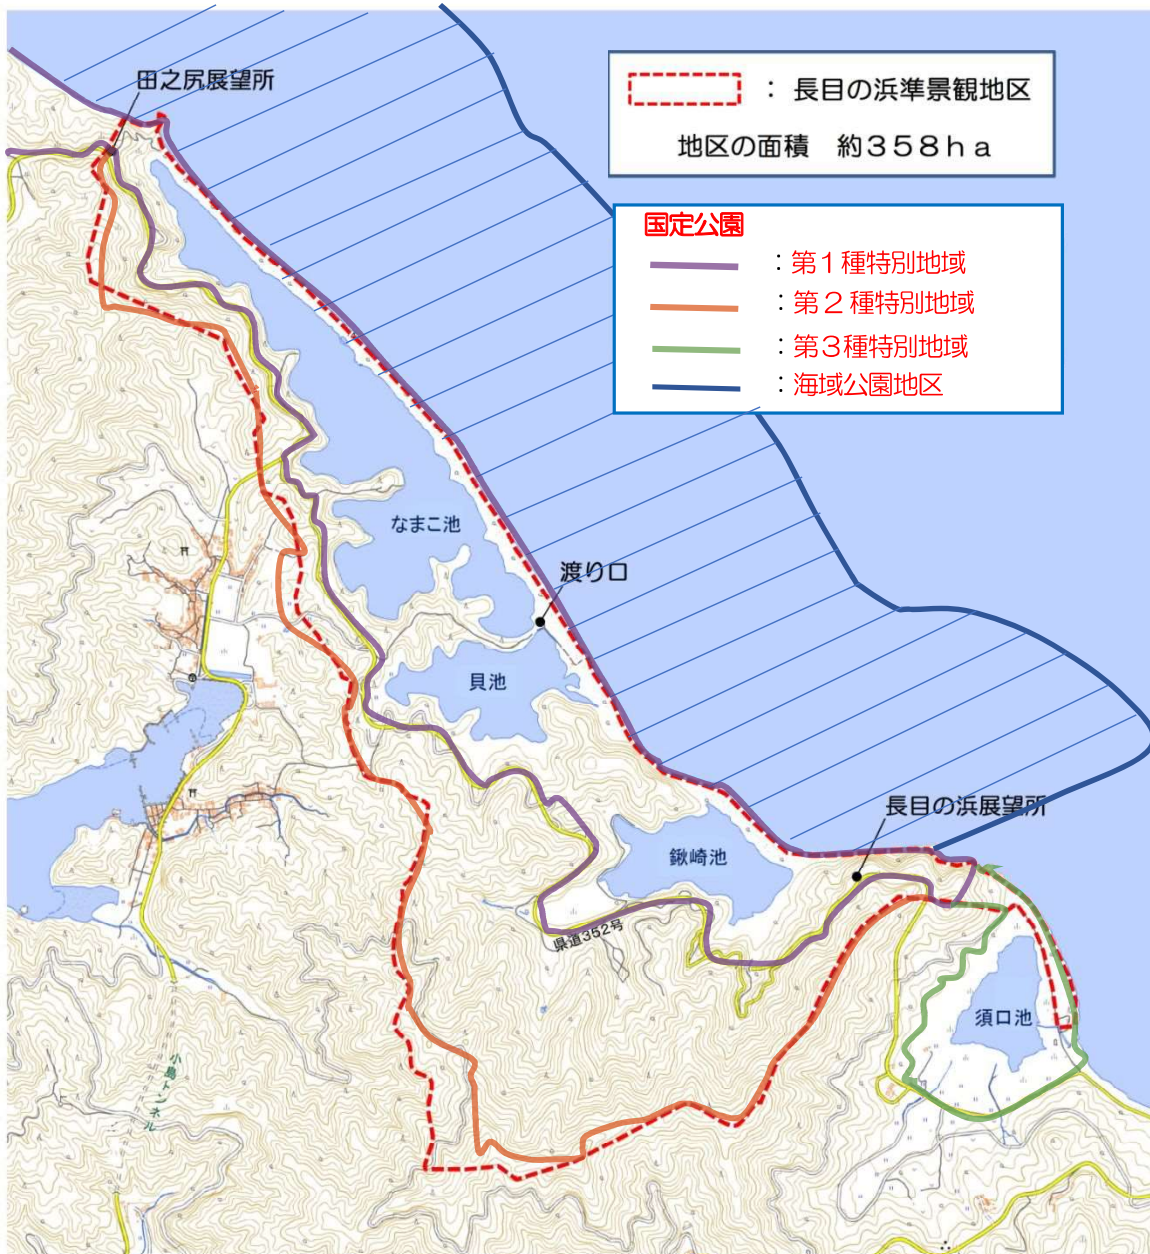 田之尻展望所
：長目の浜準景観地区
地区の面積　約３５８ｈａ
国定公園
：第１種特別地域
：第２種特別地域
：第３種特別地域
：海域公園地区
なまこ池
渡り口
貝池
長目の浜展望所
鍬崎池
県道352号
須口池
小島トンネル